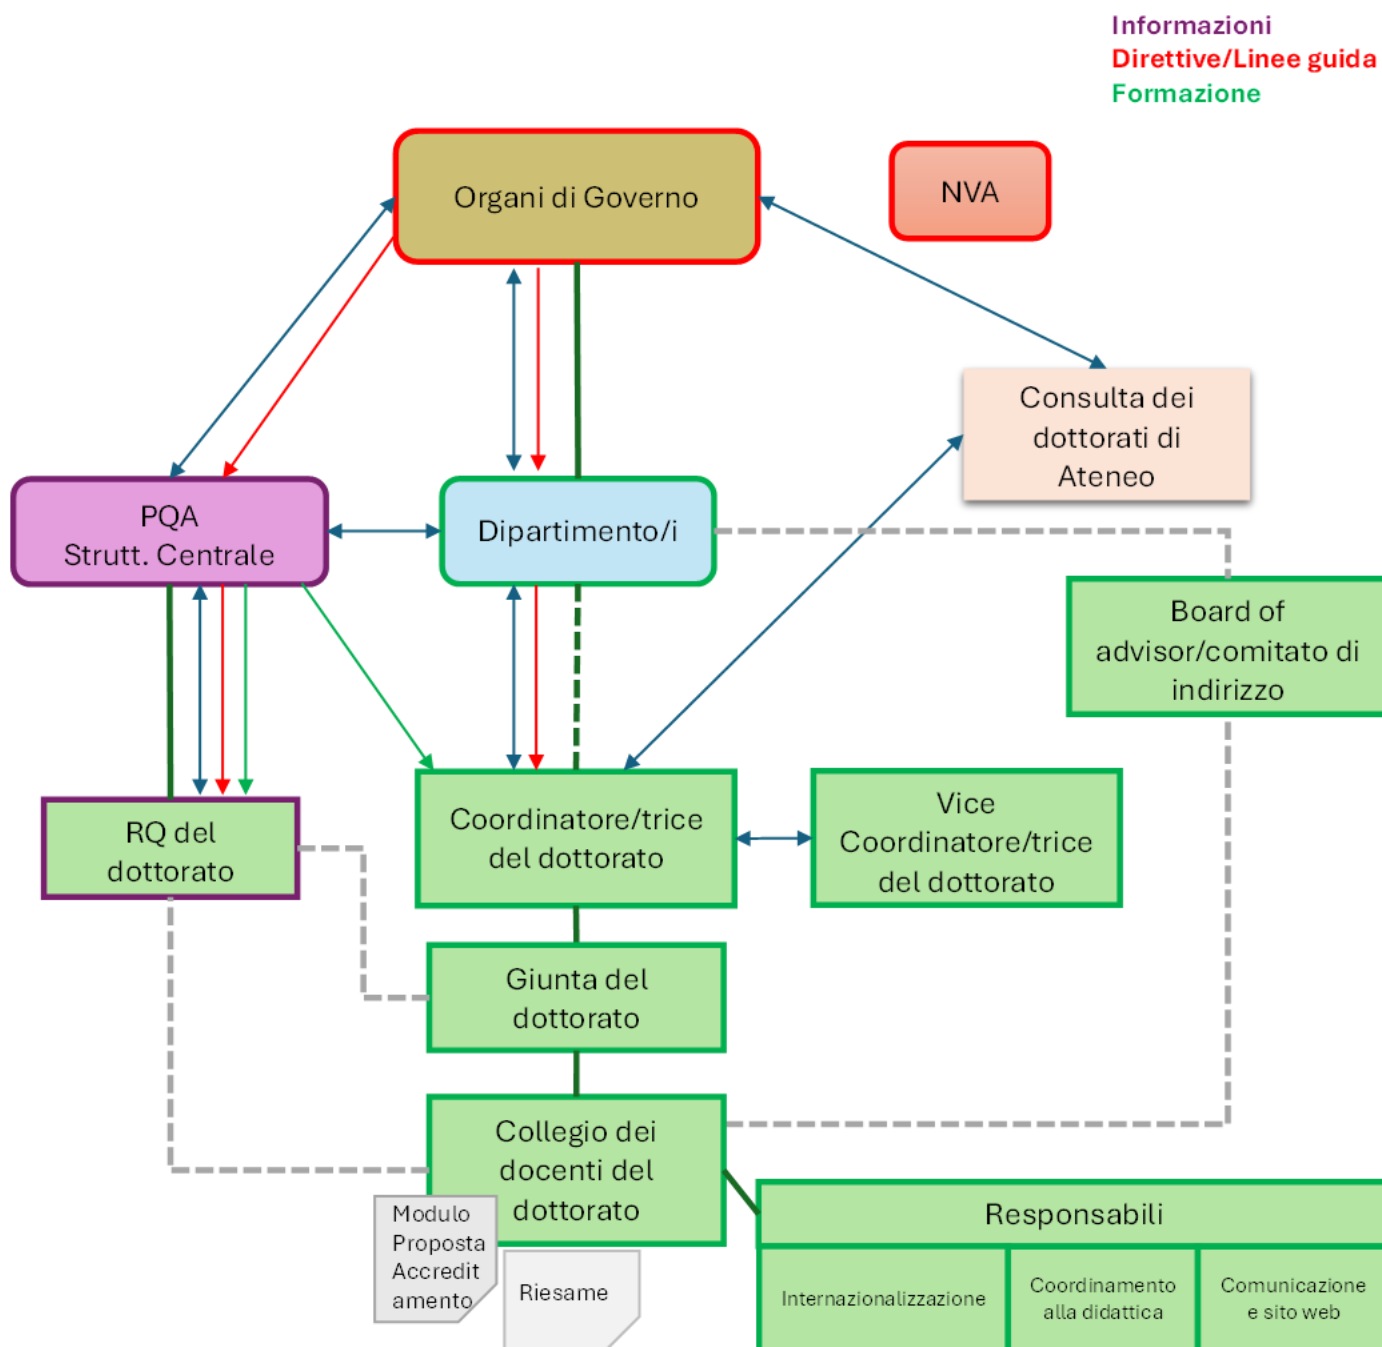 Informazioni
Direttive/Linee guida
Formazione
Organi di Governo
NVA
Consulta dei
dottorati di
Ateneo
PQA
Strutt. Centrale
Dipartimento/i
Board of
advisor/comitato di
indirizzo
RQ del
dottorato
Coordinatore/trice
del dottorato
Vice
Coordinatore/trice
del dottorato
Giunta del
dottorato
Collegio dei
docenti del
dottorato
Modulo
Proposta
Accredit
amento
Riesame
Responsabili
Internazionalizzazione
Coordinamento
alla didattica
Comunicazione
e sito web